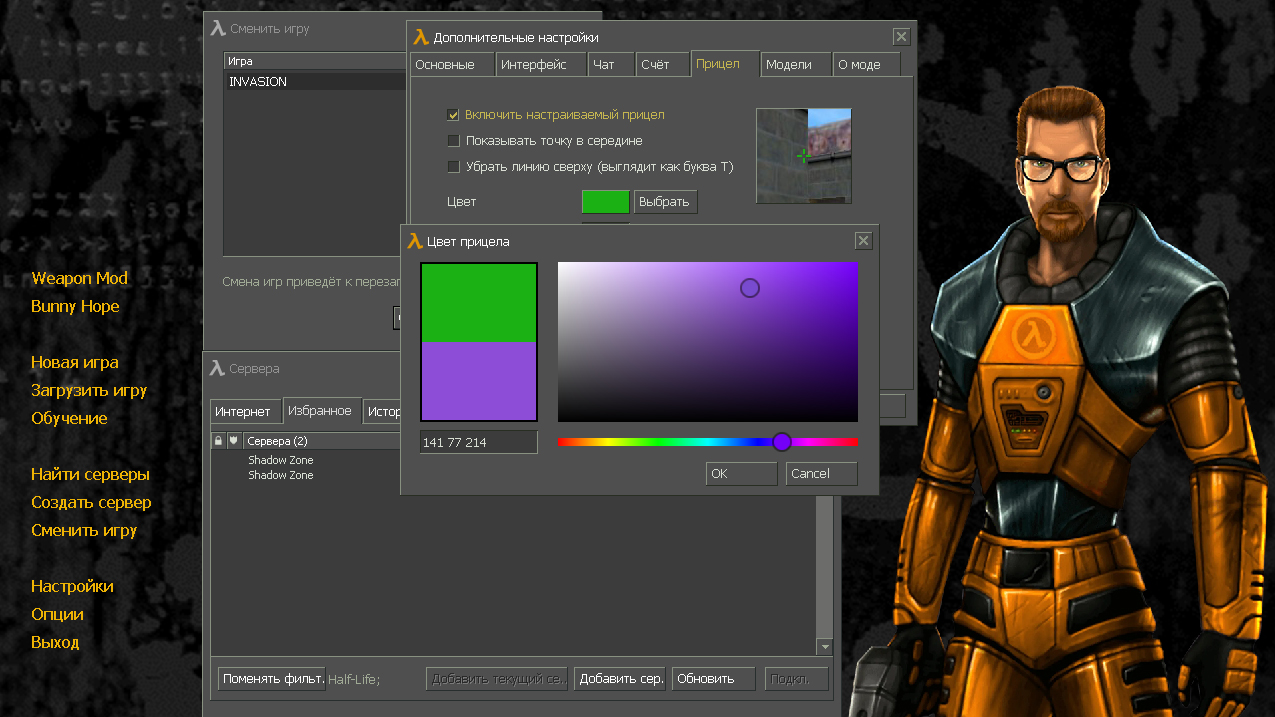 Сменить игру
Игра
INVASION
Смена игр приведёт к перезаг
Дополнительные настройки
Основные
Интерфейс
Чат
Счёт
Прицел
Модели
О моде
Включить настраиваемый прицел
Показывать точку в середине
Убрать линию сверху (выглядит как буква Т)
Цвет
Выбрать
Цвет прицела
141 77 214
OK
Cancel
Weapon Mod
Bunny Hope
Новая игра
Загрузить игру
Обучение
Найти серверы
Создать сервер
Сменить игру
Настройки
Опции
Выход
Сервера
Интернет
Избранное
Истор
Сервера (2)
Shadow Zone
Shadow Zone
Поменять фильт.
Half-Life;
Добавить текущий се..
Добавить сер.
Обновить
Подкл.